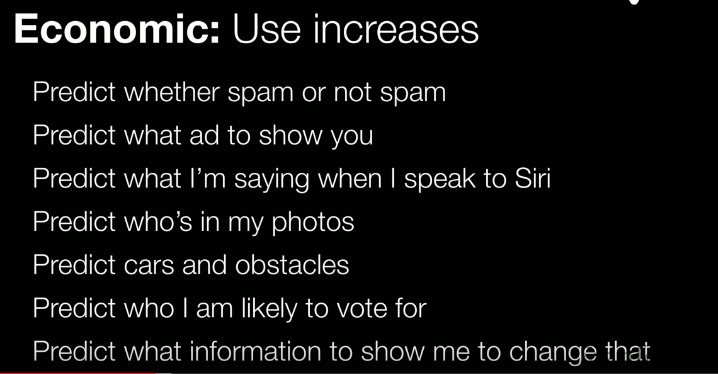 Economic: Use increases
Predict whether spam or not spam
Predict what ad to show you
Predict what I'm saying when I speak to Siri
Predict who's in my photos
Predict cars and obstacles
Predict who I am likely to vote for
Predict what information to show me to change that